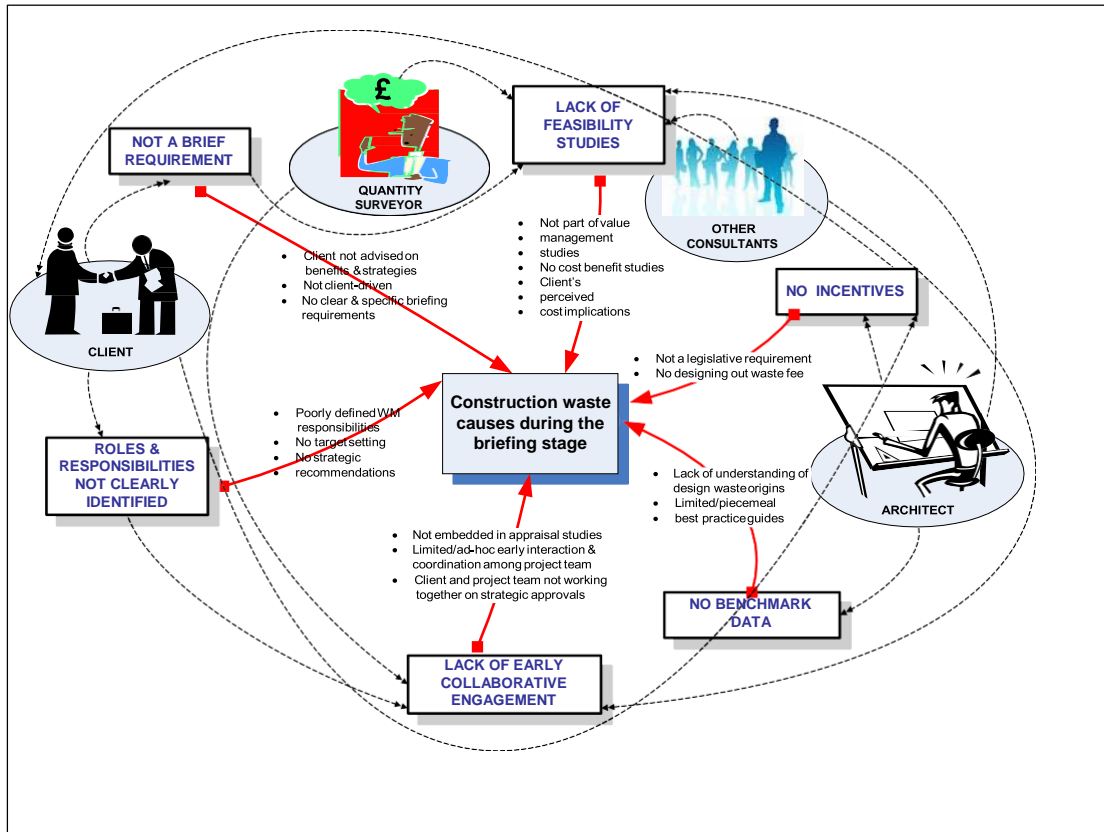 £
LACK OF
FEASIBILITY
STUDIES
NOT A BRIEF
REQUIREMENT
QUANTITY
SURVEYOR
OTHER
CONSULTANTS
• Not part of value
• management
• studies
• No cost benefit studies
• Client's
• perceived
• cost implications
• Client not advised on
benefits & strategies
• Not client-driven
• No clear & specific briefing
requirements
NO INCENTIVES
CLIENT
• Not a legislative requirement
• No designing out waste fee
Construction waste
causes during the
briefing stage
• Poorly defined WM
responsibilities
• No target setting
• No strategic
• recommendations
ROLES &
RESPONSIBILITIES
NOT CLEARLY
IDENTIFIED
• Lack of understanding of
design waste origins
• Limited/piecemeal
• best practice guides
ARCHITECT
• Not embedded in appraisal studies
• Limited/ad-hoc early interaction &
coordination among project team
• Client and project team not working
together on strategic approvals
NO BENCHMARK
DATA
LACK OF EARLY
COLLABORATIVE
ENGAGEMENT